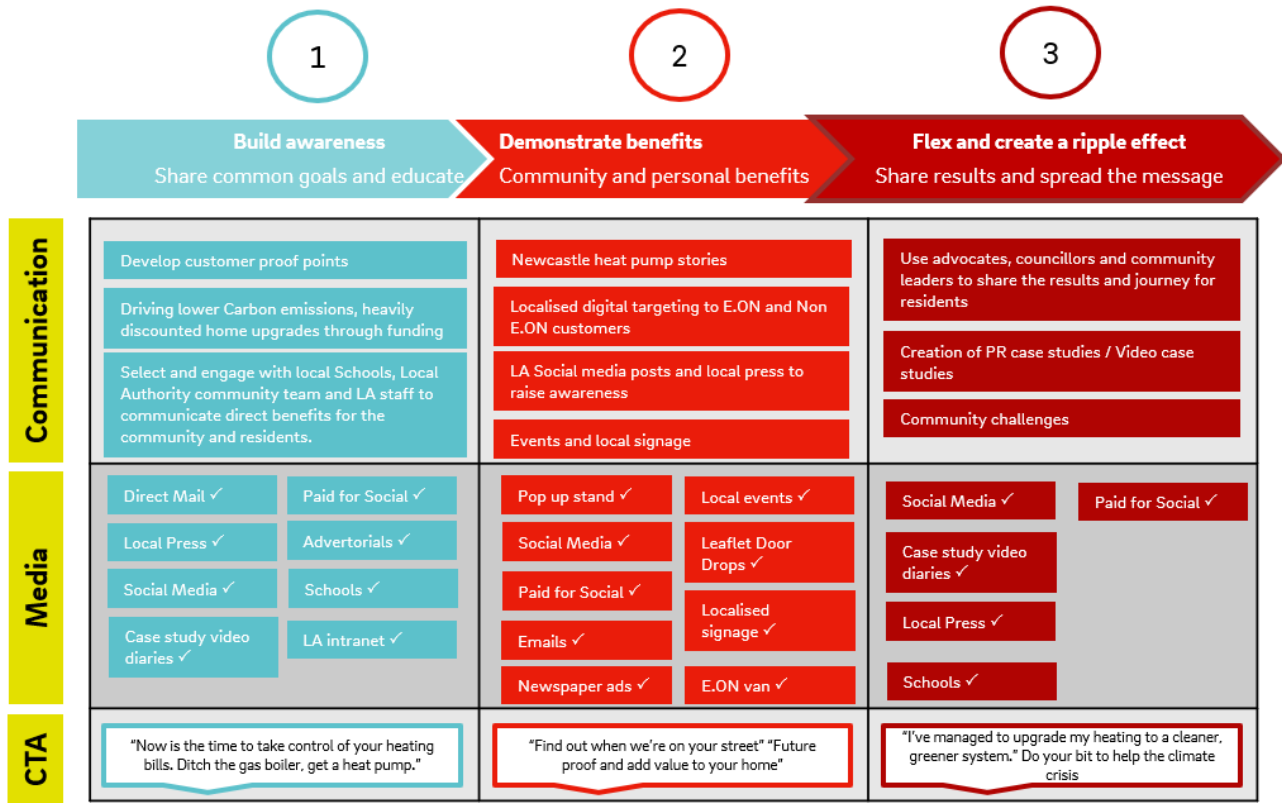 1
2
3
Build awareness
Share common goals and educate
Demonstrate benefits
Community and personal benefits
Flex and create a ripple effect
Share results and spread the message
Communication
Develop customer proof points
Driving lower Carbon emissions, heavily
discounted home upgrades through funding
Select and engage with local Schools, Local
Authority community team and LA staff to
communicate direct benefits for the
community and residents.
Newcastle heat pump stories
Localised digital targeting to E.ON and Non
E.ON customers
LA Social media posts and local press to
raise awareness
Events and local signage
Use advocates, councillors and community
leaders to share the results and journey for
residents
Creation of PR case studies / Video case
studies
Community challenges
Media
Direct Mail ✓
Paid for Social ✓
Local Press ✓
Advertorials ✓
Social Media ✓
Schools ✓
Case study video
diaries ✓
LA intranet ✓
Pop up stand ✓
Local events ✓
Social Media ✓
Leaflet Door
Drops ✓
Paid for Social ✓
Localised
signage ✓
Emails ✓
Newspaper ads ✓
E.ON van ✓
Social Media ✓
Paid for Social ✓
Case study video
diaries ✓
Local Press ✓
Schools ✓
CTA
“Now is the time to take control of your heating
bills. Ditch the gas boiler, get a heat pump.”
“Find out when we’re on your street” “Future
proof and add value to your home”
“I’ve managed to upgrade my heating to a cleaner,
greener system.” Do your bit to help the climate
crisis